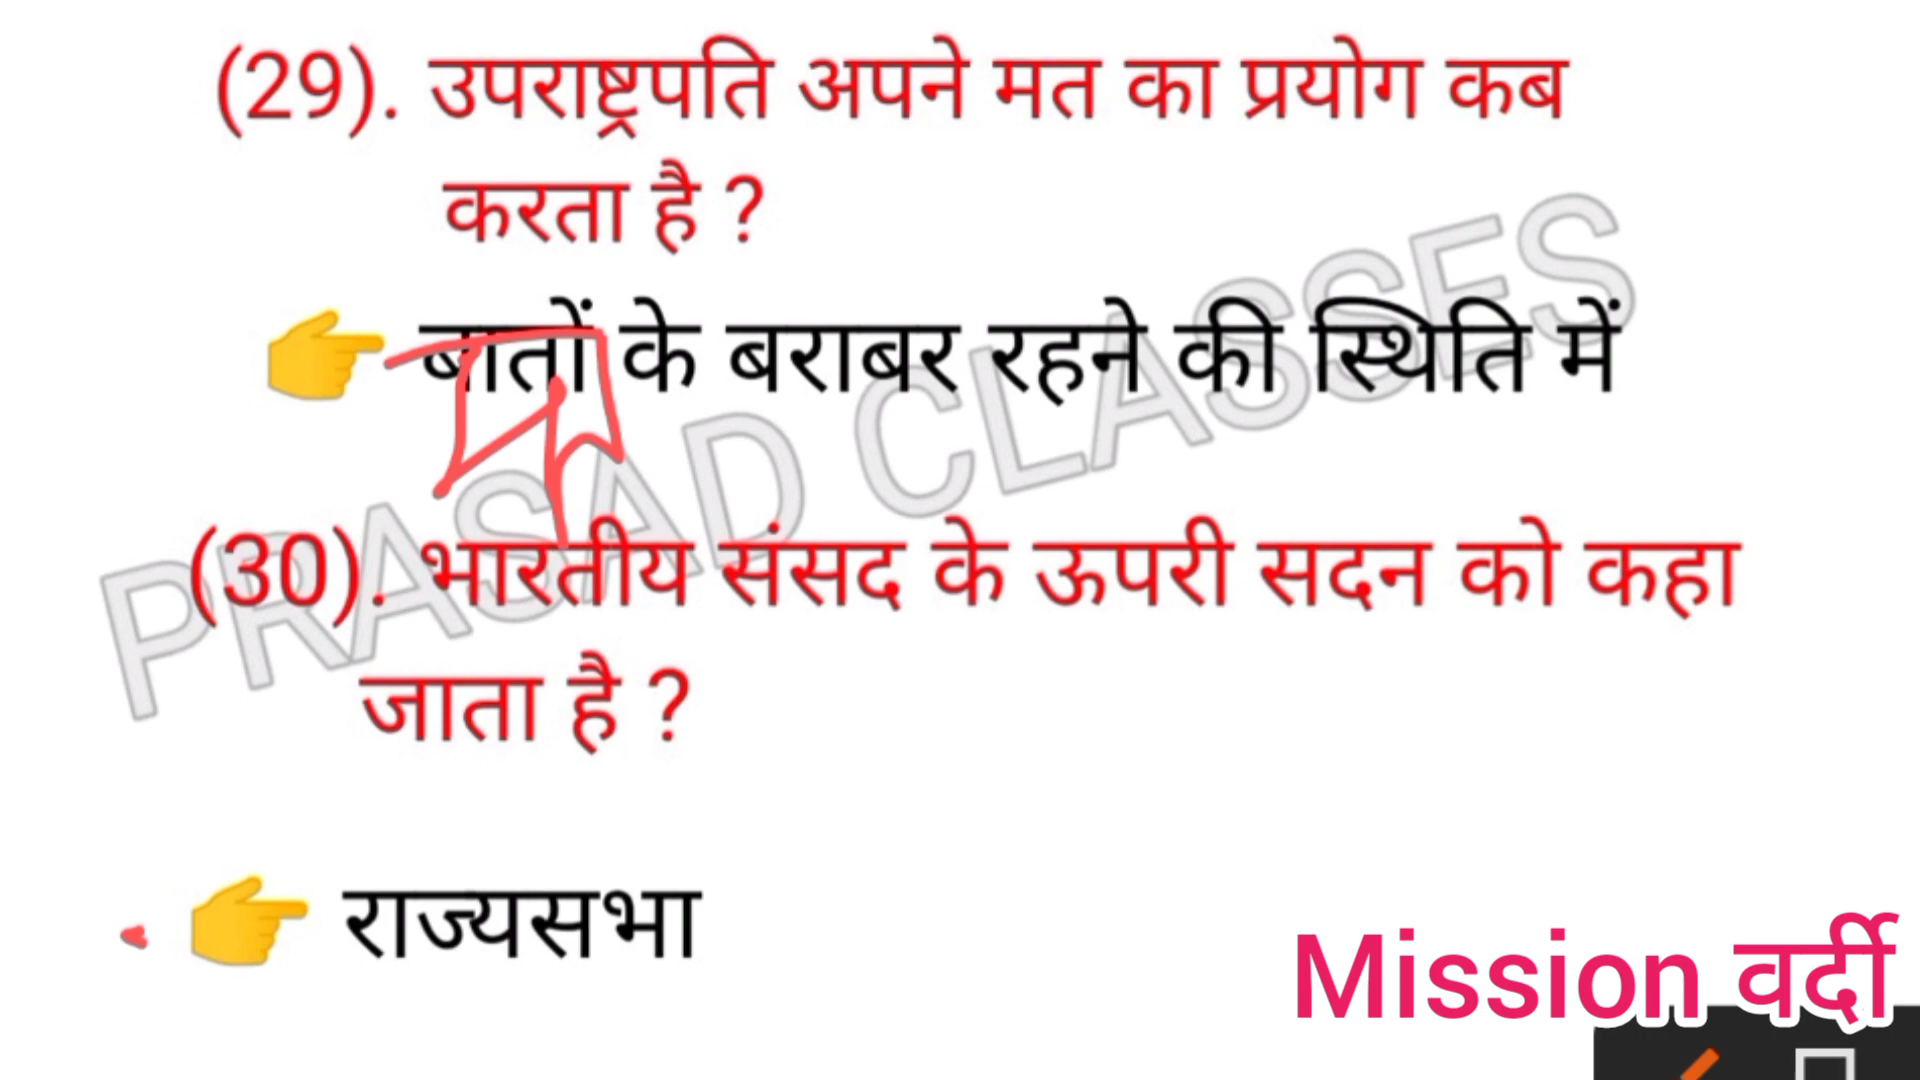 (29). उपराष्ट्रपति अपने मत का प्रयोग कब
करता है ?
👉 बातों के बराबर रहने की स्थिति में
(30). भारतीय संसद के ऊपरी सदन को कहा
जाता है ?
👉 राज्यसभा
PRASAD CLASSES
Mission वर्दी